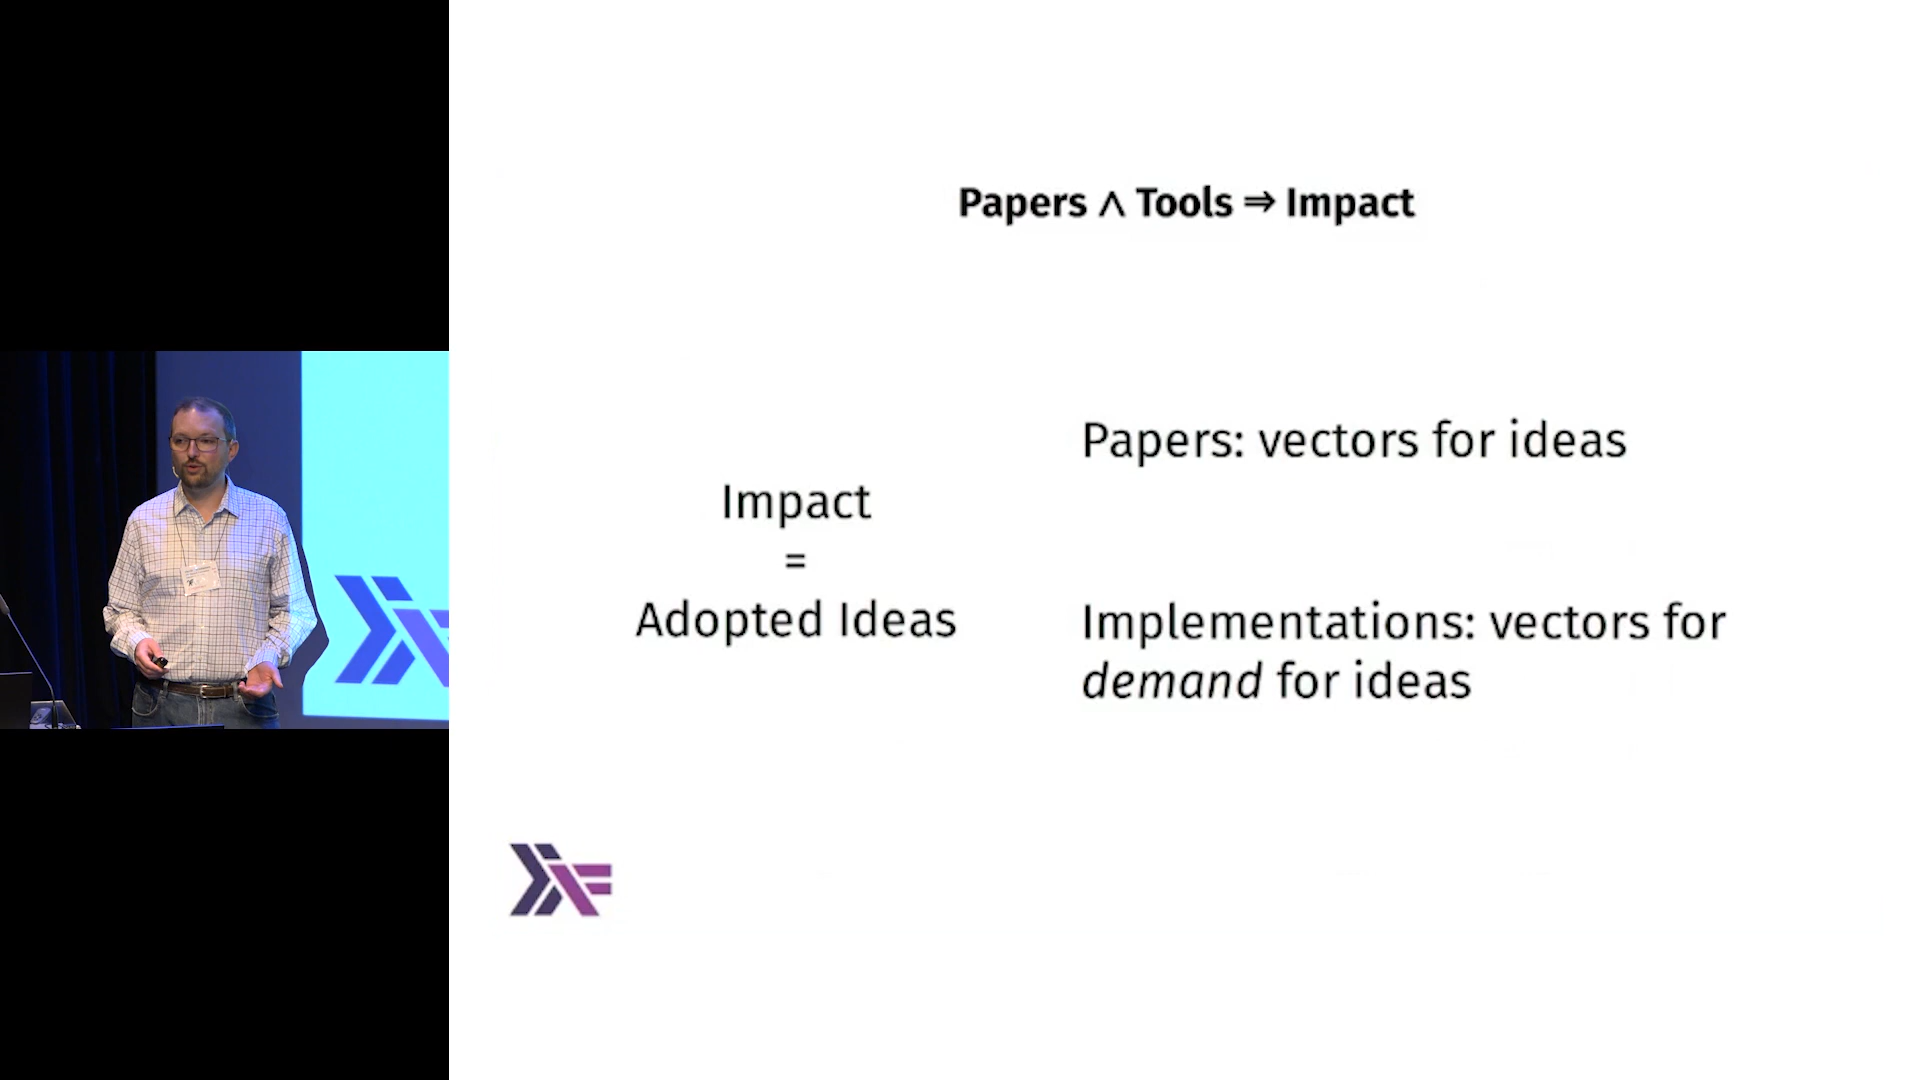 Papers ∧ Tools ⇒ Impact
Impact
=
Adopted Ideas
Papers: vectors for ideas
Implementations: vectors for
demand for ideas